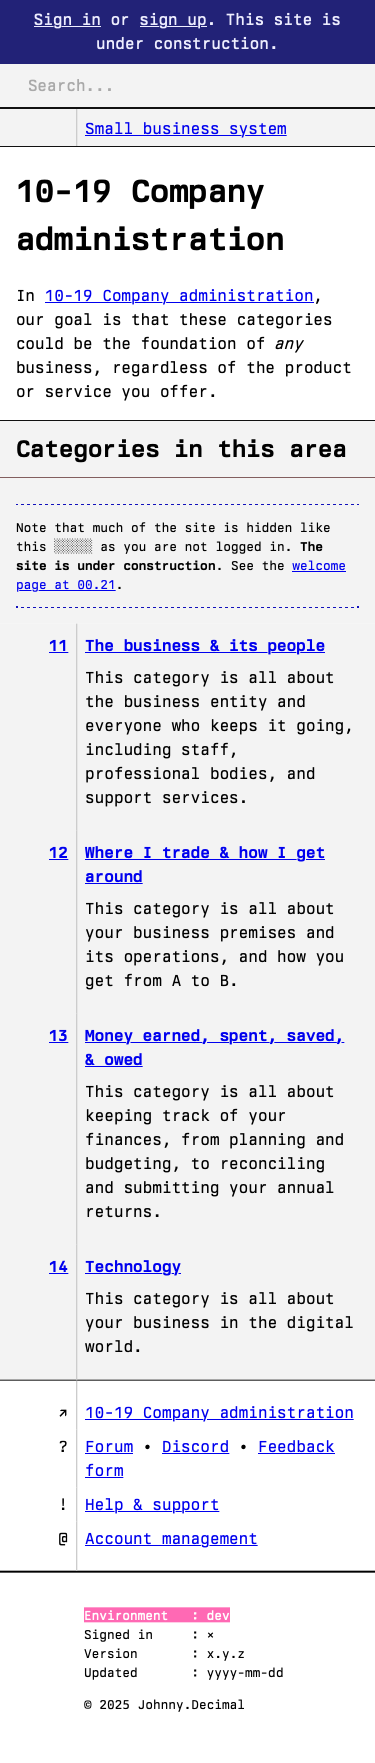 Sign in or sign up. This site is
under construction.
Search...
Small business system
10-19 Company
administration
In 10-19 Company administration,
our goal is that these categories
could be the foundation of any
business, regardless of the product
or service you offer.
Categories in this area
Note that much of the site is hidden like
this ░░░░░ as you are not logged in. The
site is under construction. See the welcome
page at 00.21.
11 The business & its people
This category is all about
the business entity and
everyone who keeps it going,
including staff,
professional bodies, and
support services.
12 Where I trade & how I get
around
This category is all about
your business premises and
its operations, and how you
get from A to B.
13 Money earned, spent, saved,
& owed
This category is all about
keeping track of your
finances, from planning and
budgeting, to reconciling
and submitting your annual
returns.
14 Technology
This category is all about
your business in the digital
world.
↗ 10-19 Company administration
? Forum • Discord • Feedback
form
! Help & support
@ Account management
Environment : dev
Signed in : ×
Version : x.y.z
Updated : yyyy-mm-dd
© 2025 Johnny.Decimal